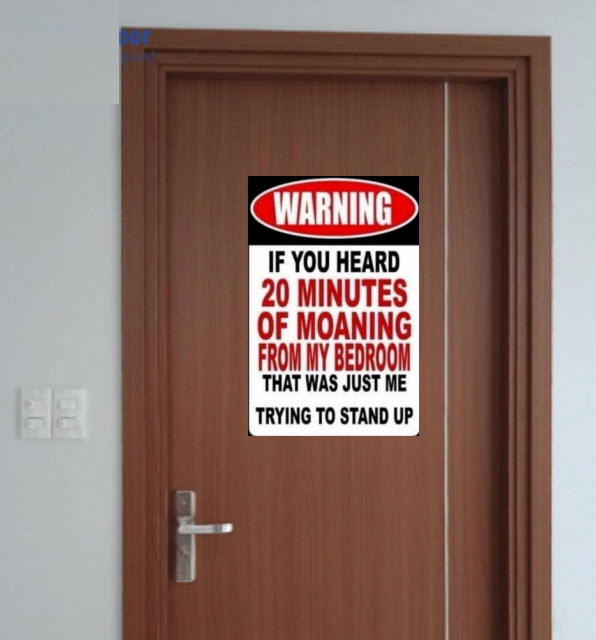 por
WARNING
IF YOU HEARD
20 MINUTES
OF MOANING
FROM MY BEDROOM
THAT WAS JUST ME
TRYING TO STAND UP